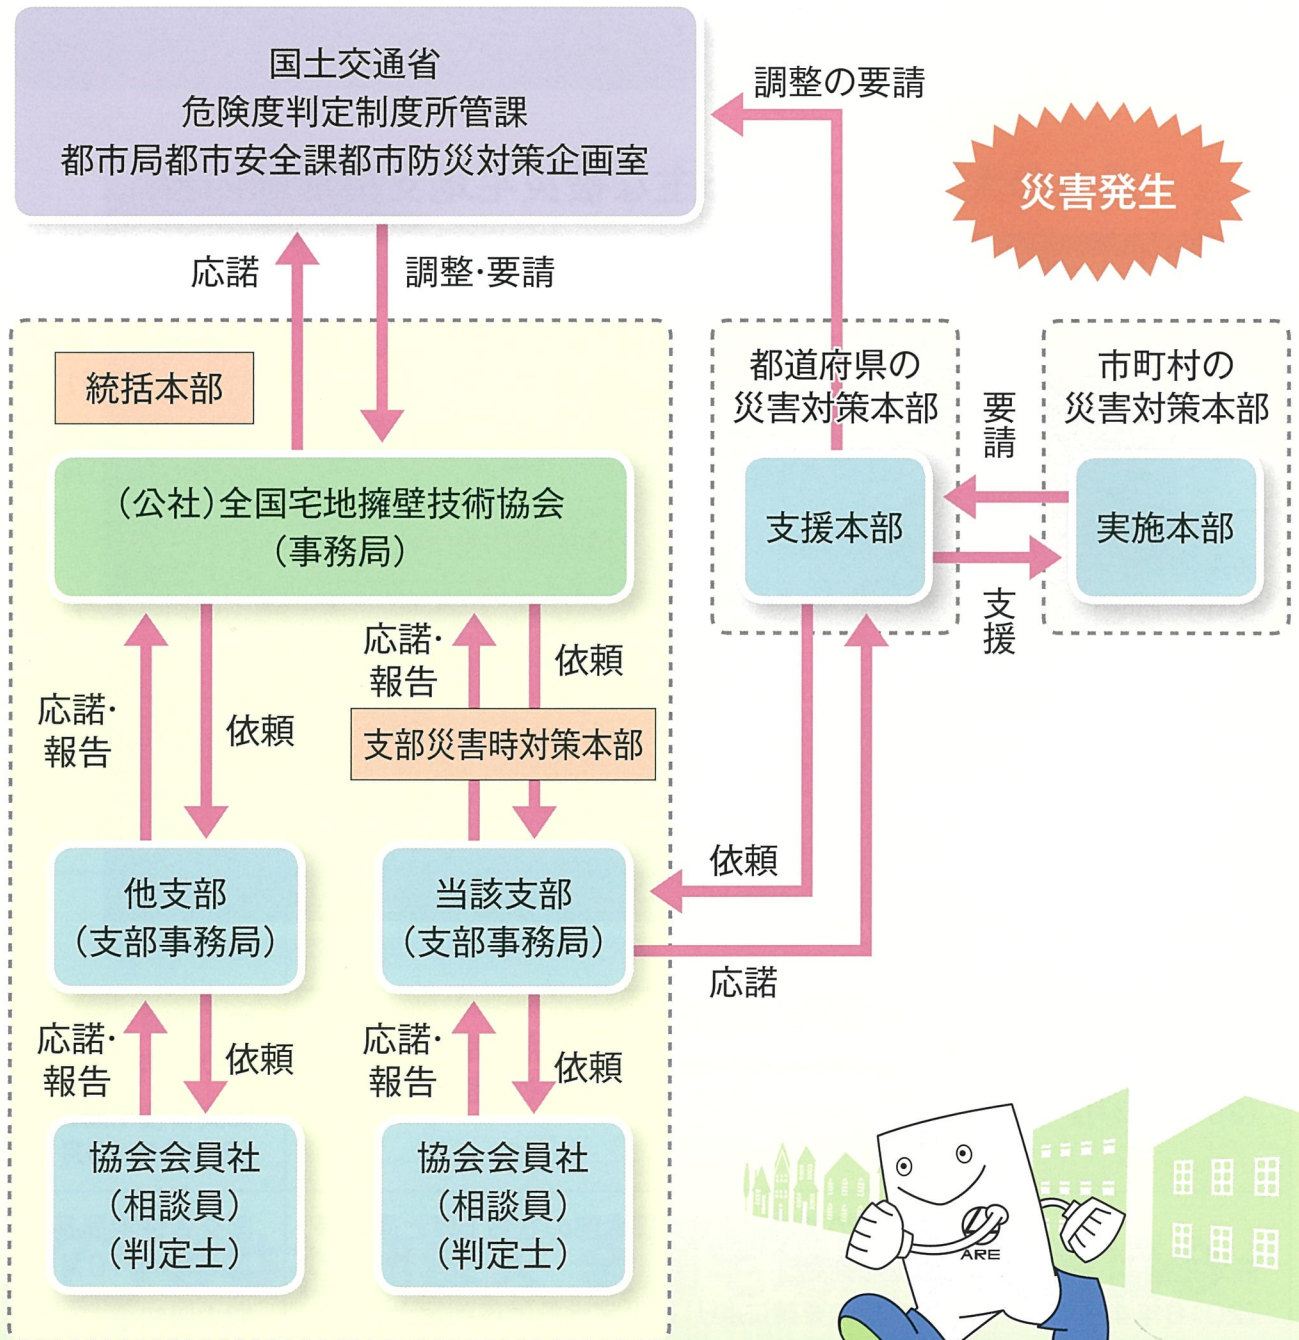 国土交通省
危険度判定制度所管課
都市局都市安全課都市防災対策企画室
調整の要請
災害発生
応諾
調整・要請
統括本部
都道府県の
災害対策本部
市町村の
災害対策本部
要請
(公社)全国宅地擁壁技術協会
(事務局)
支援本部
実施本部
支援
応諾・
報告
依頼
応諾・
報告
依頼
支部災害時対策本部
他支部
(支部事務局)
当該支部
(支部事務局)
依頼
応諾
応諾・
報告
依頼
応諾・
報告
依頼
協会会員社
(相談員)
(判定士)
協会会員社
(相談員)
(判定士)
ARE